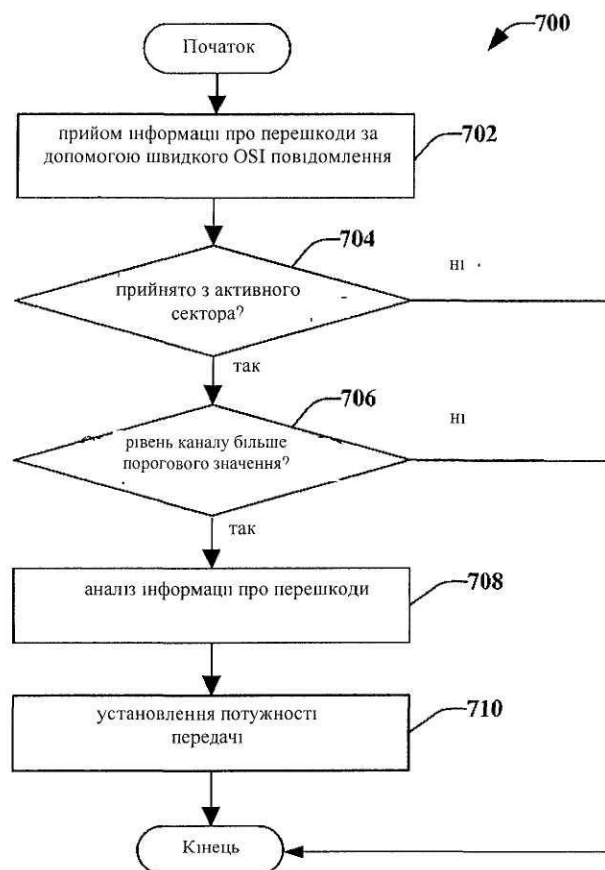 700
Початок
прийом інформації про перешкоди за
допомогою швидкого OSI повідомлення
702
704
прийнято з активного
сектора?
ні
так
706
рівень каналу більше
порогового значення?
ні
так
аналіз інформації про перешкоди
708
установлення потужності
передачі
710
Кінець